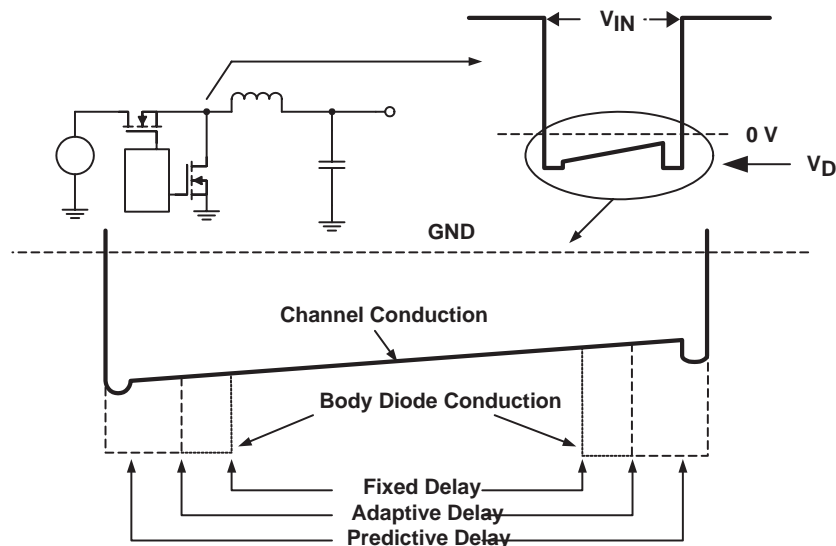 V_IN
0 V
V_D
GND
Channel Conduction
Body Diode Conduction
Fixed Delay
Adaptive Delay
Predictive Delay